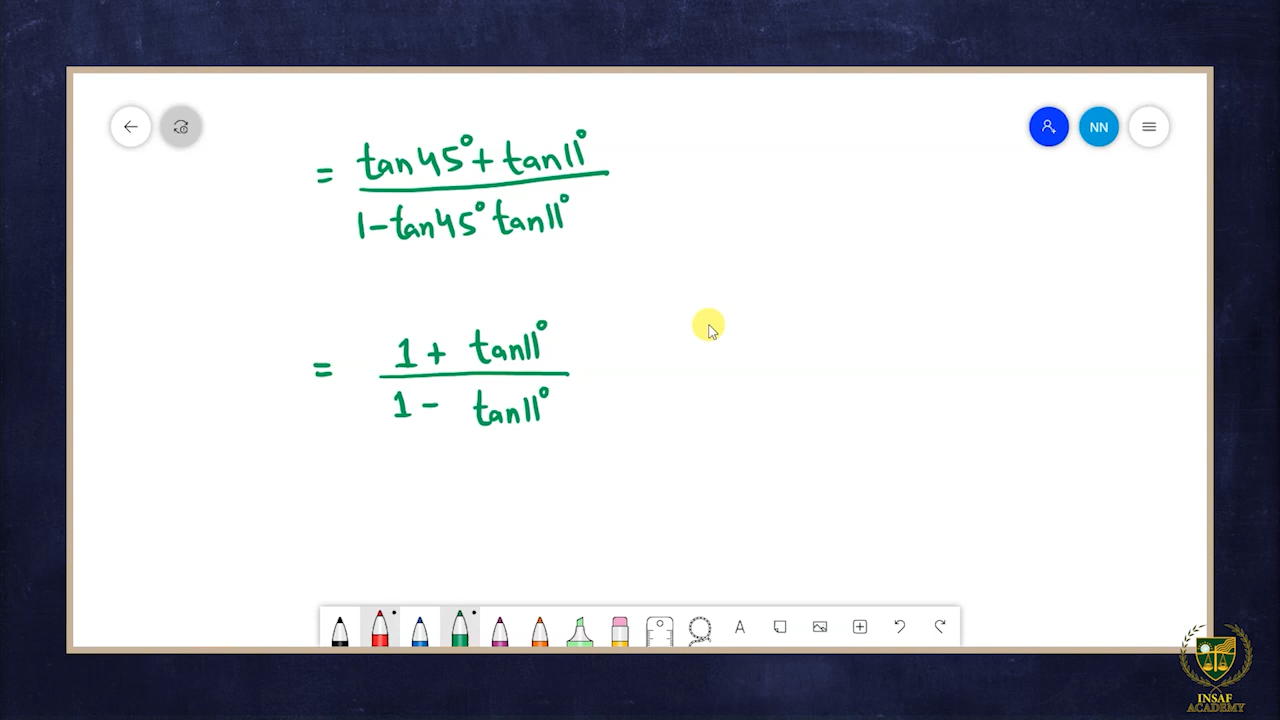 NN
= tan45° + tan11°
1 - tan45° tan11°
= 1 + tan11°
1 - tan11°
A
INSAF
ACADEMY